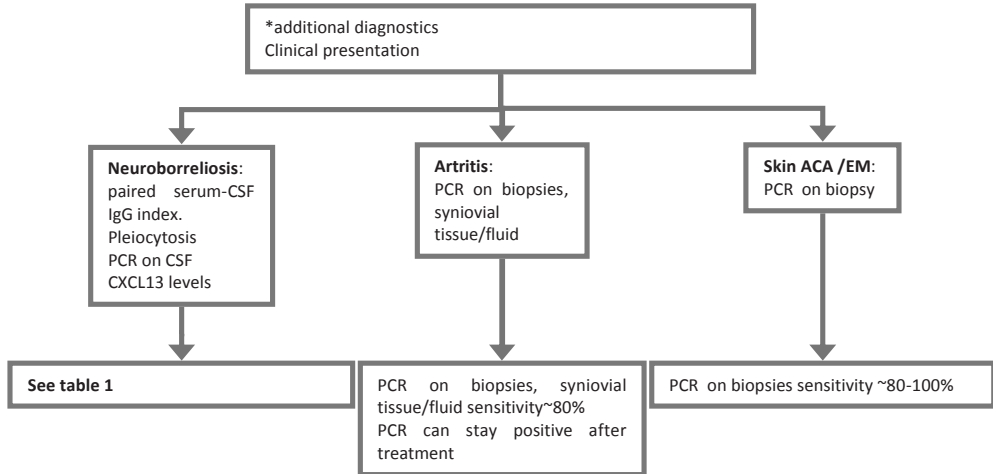 *additional diagnostics
Clinical presentation
Neuroborreliosis:
paired serum-CSF
IgG index.
Pleiocytosis
PCR on CSF
CXCL13 levels
Artritis:
PCR on biopsies,
syniovial
tissue/fluid
Skin ACA /EM:
PCR on biopsy
See table 1
PCR on biopsies, syniovial
tissue/fluid sensitivity~80%
PCR can stay positive after
treatment
PCR on biopsies sensitivity ~80-100%